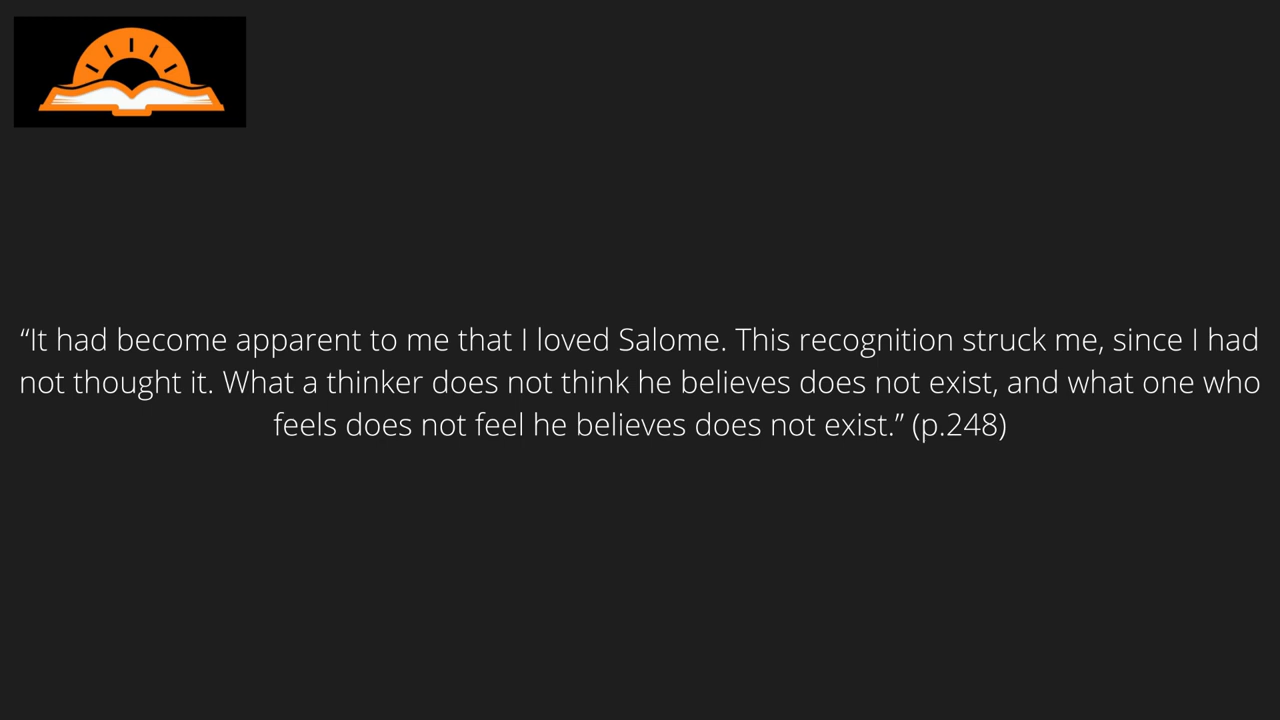 “It had become apparent to me that I loved Salome. This recognition struck me, since I had
not thought it. What a thinker does not think he believes does not exist, and what one who
feels does not feel he believes does not exist.” (p.248)